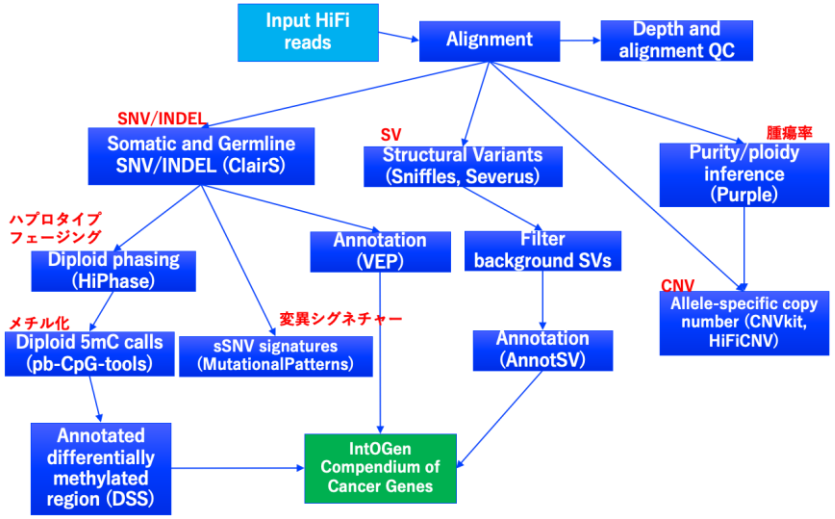 Input HiFi
reads
Alignment
Depth and
alignment QC
SNV/INDEL
Somatic and Germline
SNV/INDEL (ClairS)
SV
Structural Variants
(Sniffles, Severus)
腫瘍率
Purity/ploidy
inference
(Purple)
ハプロタイプ
フェージング
Diploid phasing
(HiPhase)
Annotation
(VEP)
Filter
background SVs
CNV
Allele-specific copy
number (CNVkit,
HiFiCNV)
メチル化
Diploid 5mC calls
(pb-CpG-tools)
変異シグネチャー
sSNV signatures
(MutationalPatterns)
Annotation
(AnnotSV)
Annotated
differentially
methylated
region (DSS)
IntOGen
Compendium of
Cancer Genes